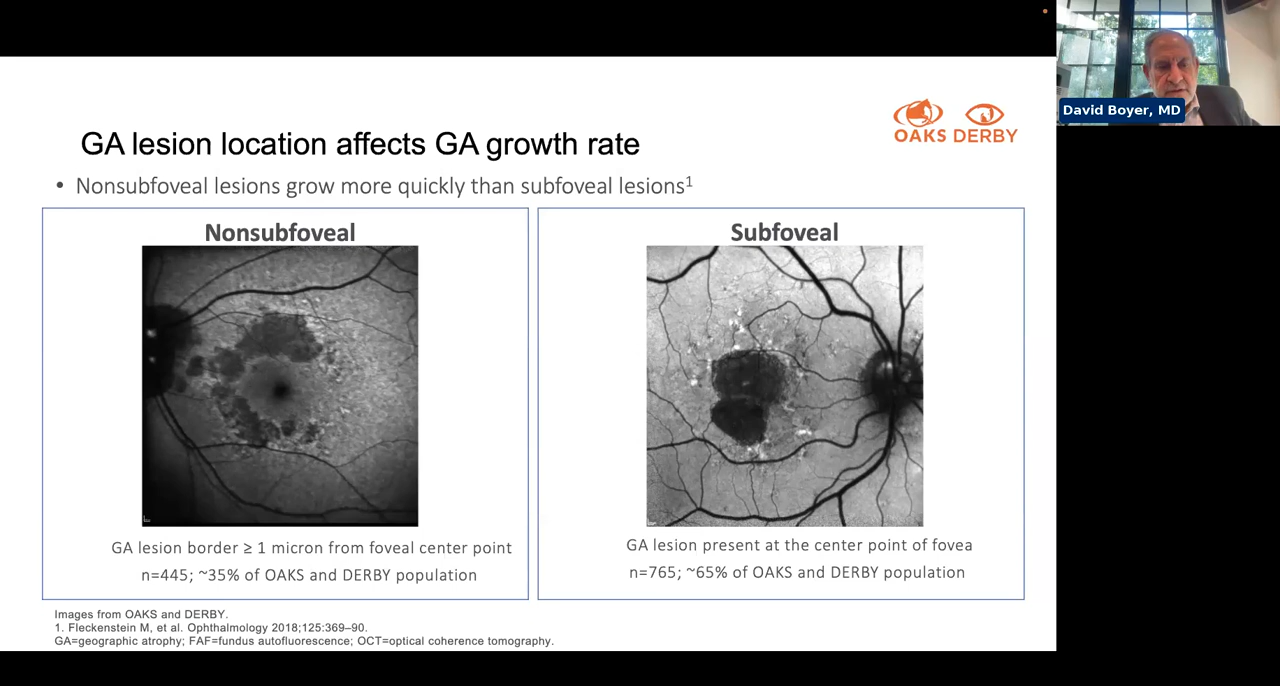 David Boyer, MD
OAKS DERBY
GA lesion location affects GA growth rate
• Nonsubfoveal lesions grow more quickly than subfoveal lesions1
Nonsubfoveal
GA lesion border ≥ 1 micron from foveal center point
n=445; ~35% of OAKS and DERBY population
Subfoveal
GA lesion present at the center point of fovea
n=765; ~65% of OAKS and DERBY population
Images from OAKS and DERBY.
1. Fleckenstein M, et al. Ophthalmology 2018;125:369–90.
GA=geographic atrophy; FAF=fundus autofluorescence; OCT=optical coherence tomography.